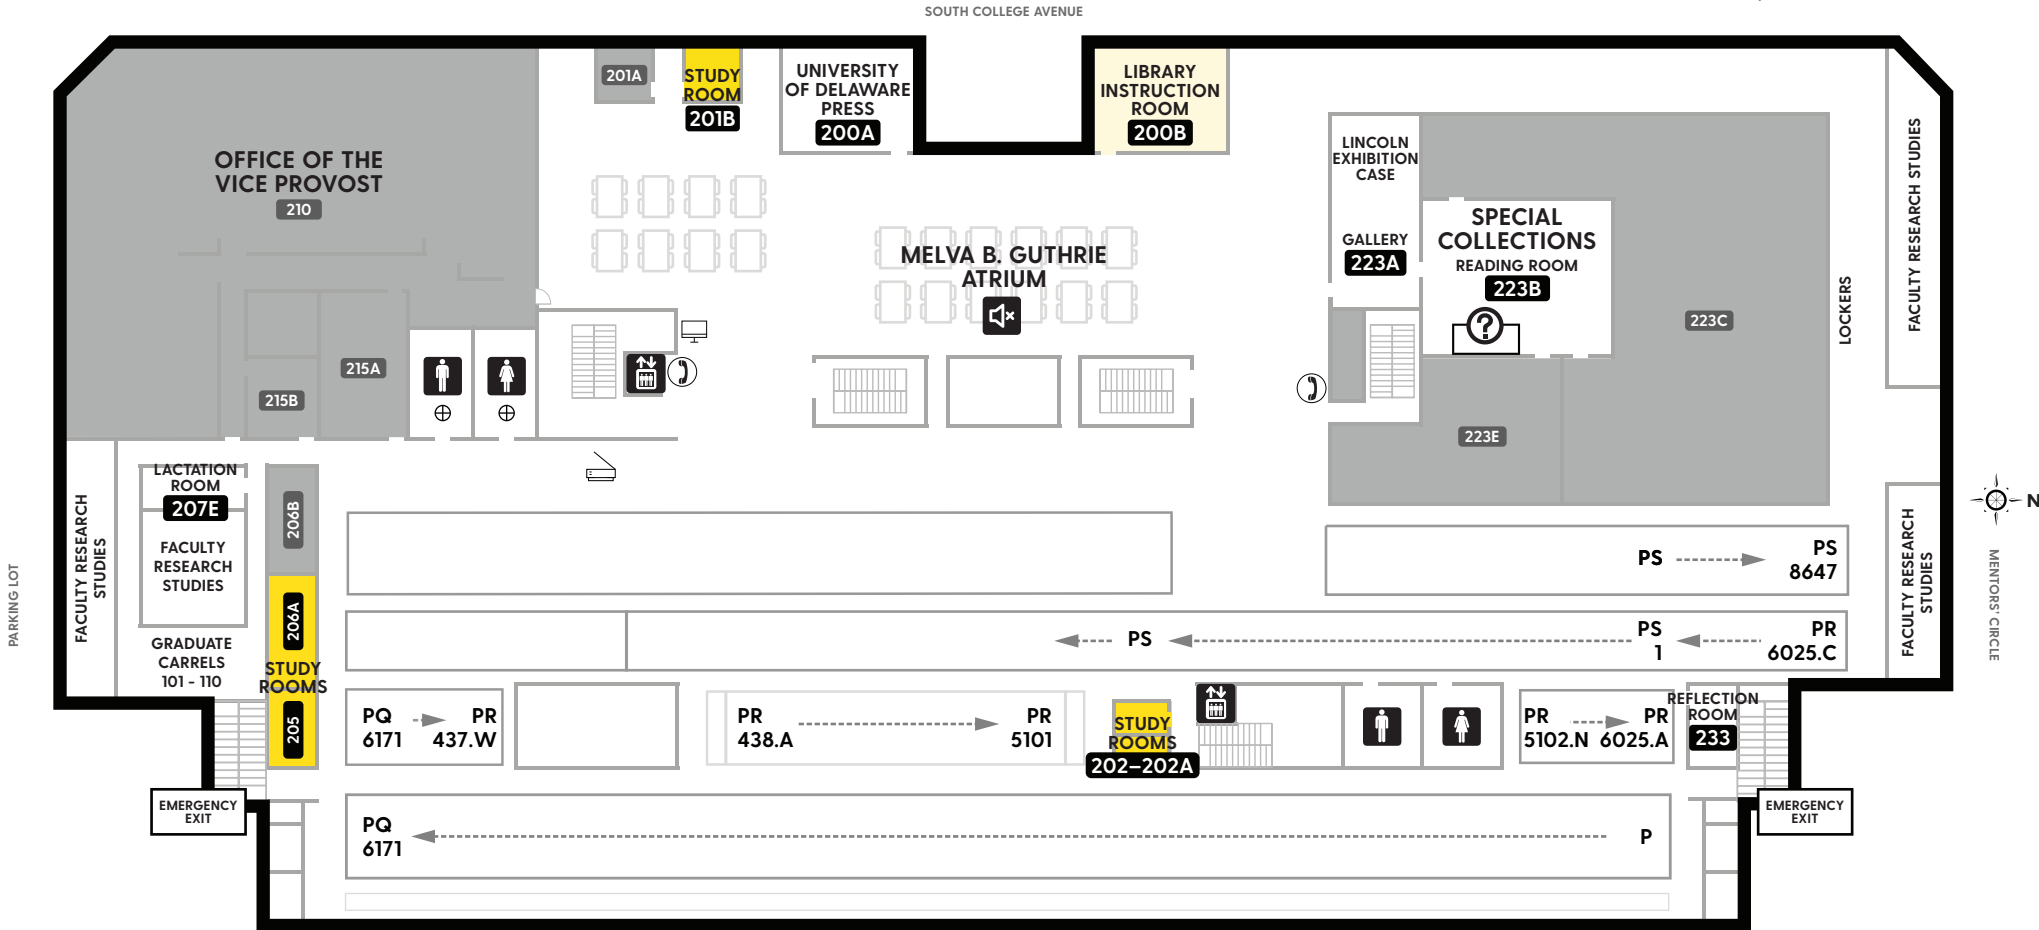 SOUTH COLLEGE AVENUE
201A
STUDY
ROOM
201B
UNIVERSITY
OF DELAWARE
PRESS
200A
LIBRARY
INSTRUCTION
ROOM
200B
OFFICE OF THE
VICE PROVOST
210
LINCOLN
EXHIBITION
CASE
GALLERY
223A
SPECIAL
COLLECTIONS
READING ROOM
223B
?
223C
LOCKERS
FACULTY RESEARCH STUDIES
MELVA B. GUTHRIE
ATRIUM
215A
215B
223E
LACTATION
ROOM
207E
FACULTY
RESEARCH
STUDIES
206B
FACULTY RESEARCH
STUDIES
PARKING LOT
206A
STUDY
ROOMS
205
GRADUATE
CARRELS
101 - 110
PS
PS
8647
FACULTY RESEARCH
STUDIES
N
MENTORS' CIRCLE
PS
PS
1
PR
6025.C
PQ
6171
PR
437.W
PR
438.A
PR
5101
STUDY
ROOMS
202–202A
PR
5102.N
PR
6025.A
REFLECTION
ROOM
233
EMERGENCY
EXIT
EMERGENCY
EXIT
PQ
6171
P